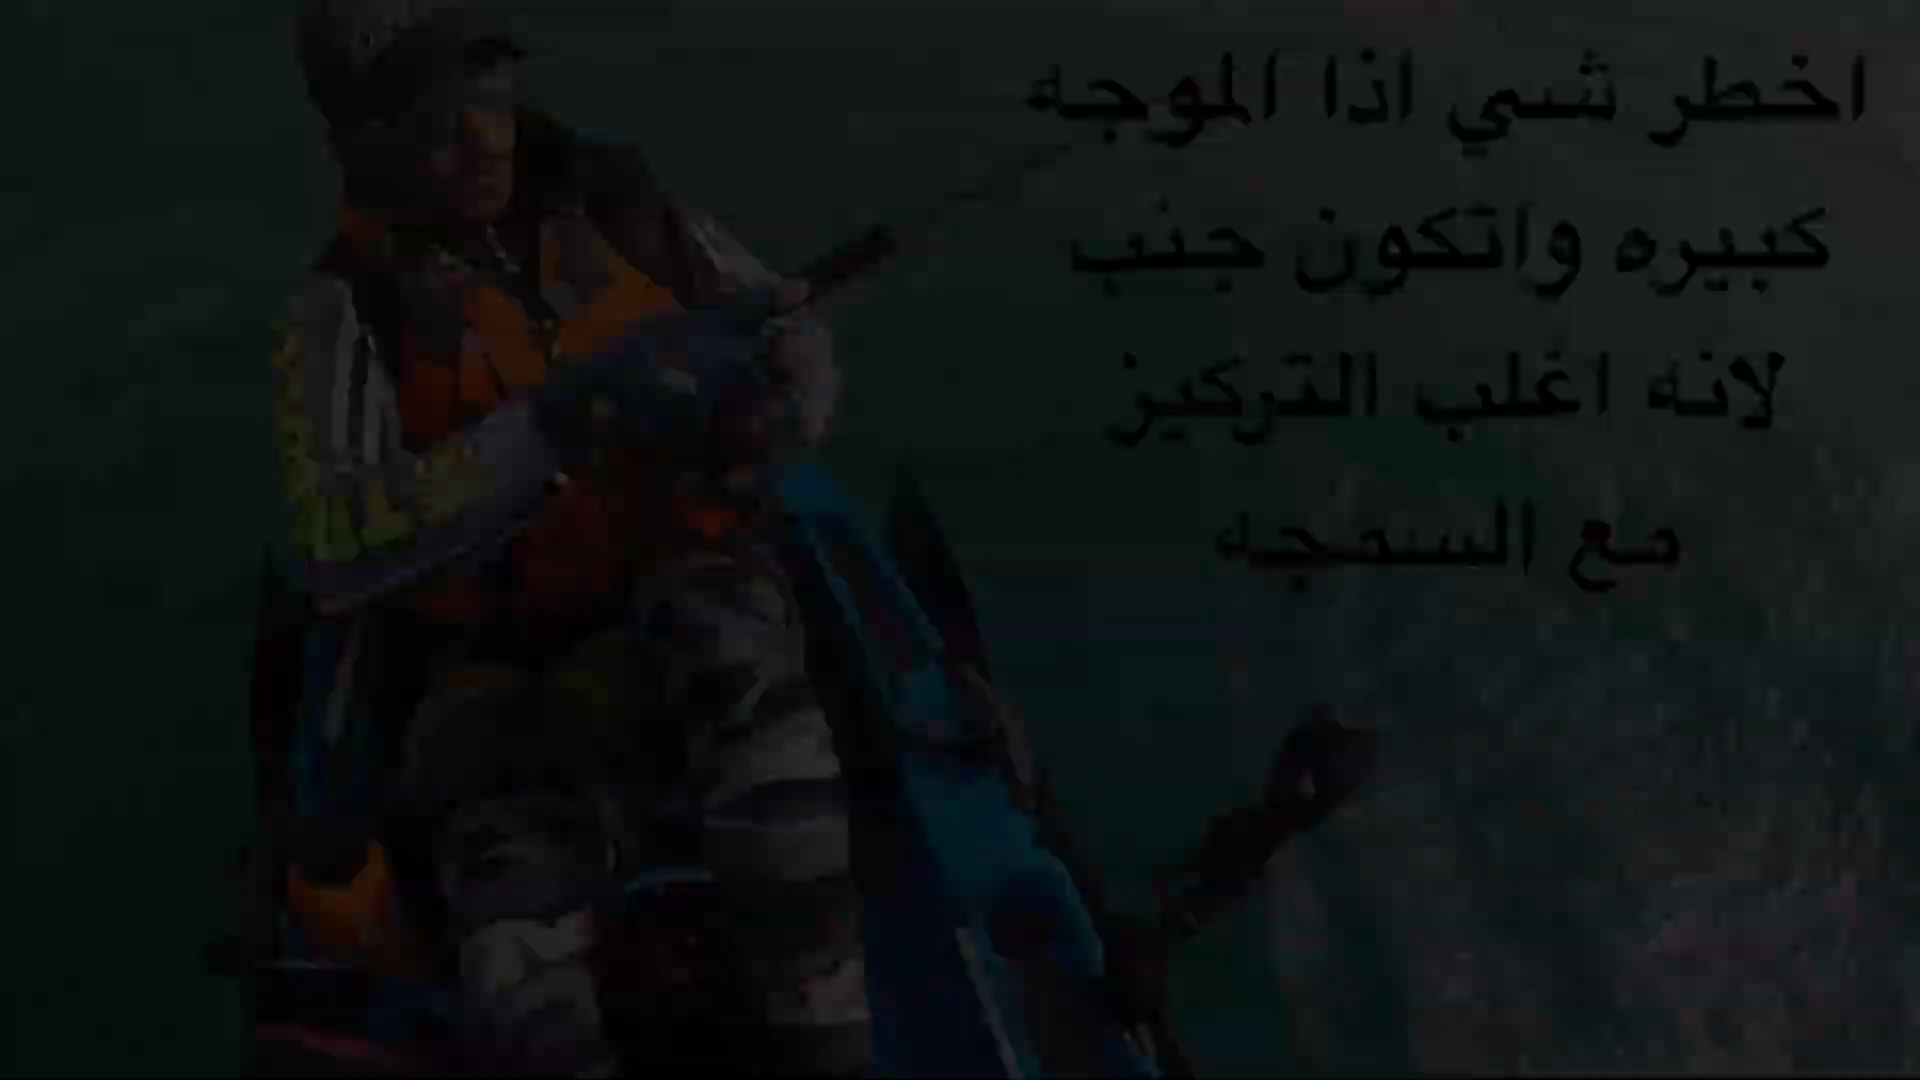 اخطر شي اذا الموجه
كبيره واتكون جنب
لانه اغلب التركيز
مع السمجه